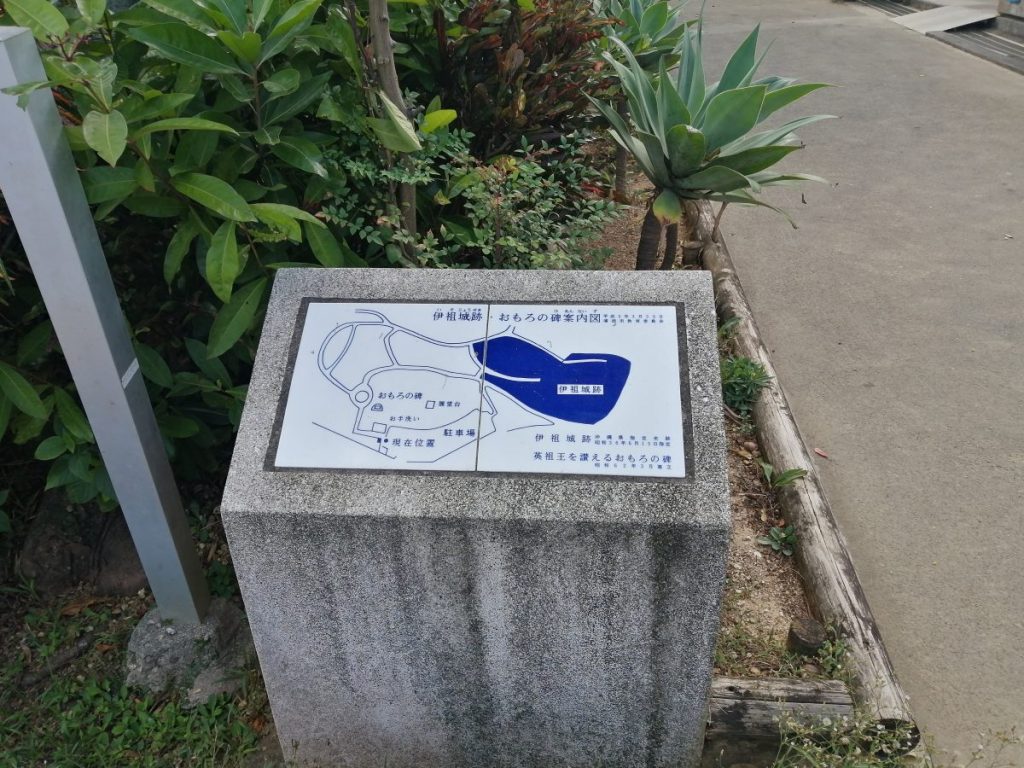 伊祖城跡 おもろの碑案内図
伊祖城跡
おもろの碑
展望台
お手洗い
駐車場
現在位置
伊祖城跡
英祖王を讃えるおもろの碑